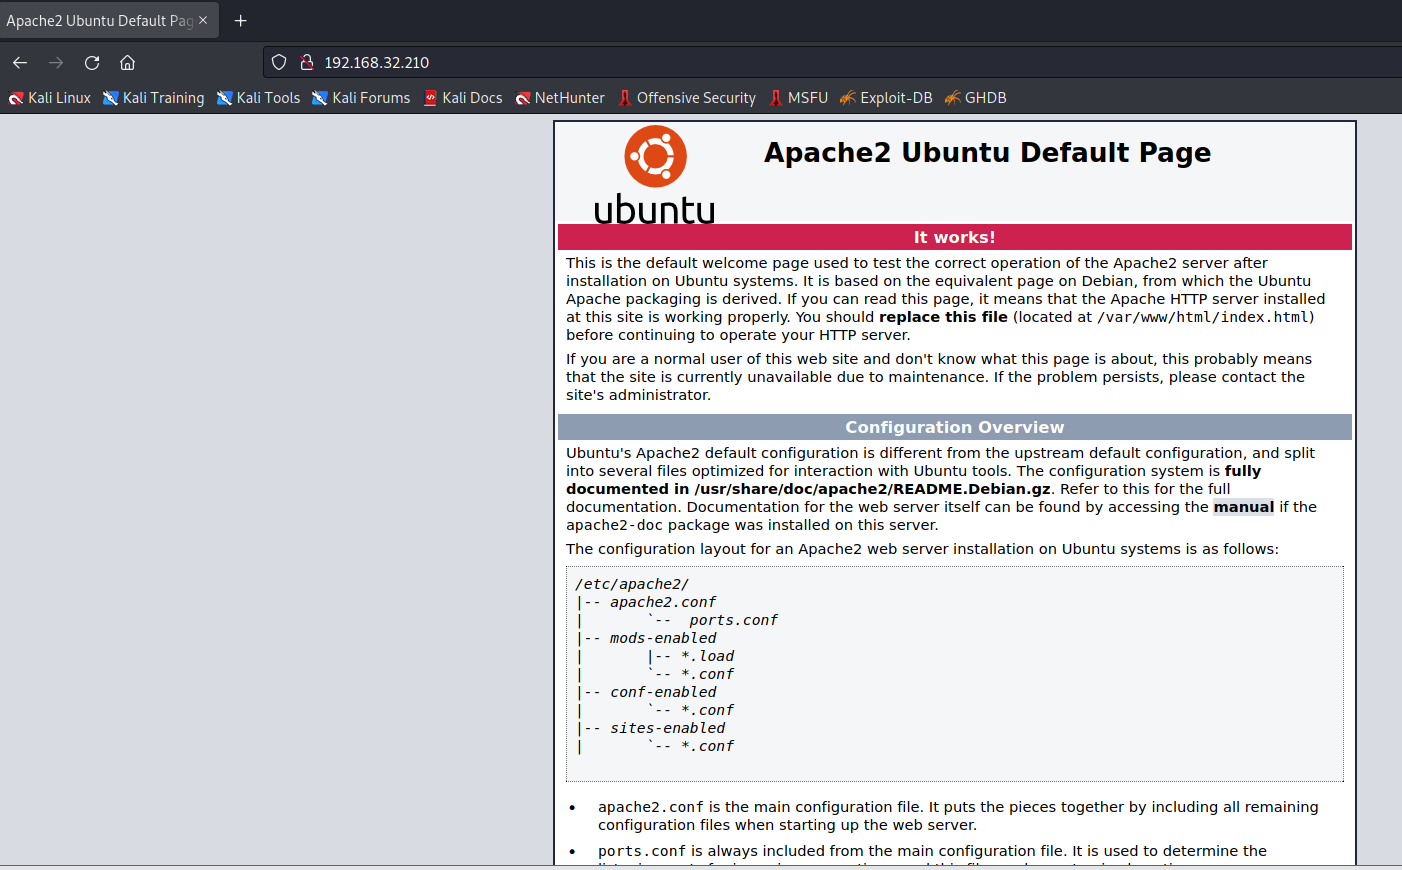 Apache2 Ubuntu Default Pag
192.168.32.210
Kali Linux Kali Training Kali Tools Kali Forums Kali Docs NetHunter Offensive Security MSFU Exploit-DB GHDB
ubuntu
Apache2 Ubuntu Default Page
It works!
This is the default welcome page used to test the correct operation of the Apache2 server after
installation on Ubuntu systems. It is based on the equivalent page on Debian, from which the Ubuntu
Apache packaging is derived. If you can read this page, it means that the Apache HTTP server installed
at this site is working properly. You should replace this file (located at /var/www/html/index.html)
before continuing to operate your HTTP server.
If you are a normal user of this web site and don't know what this page is about, this probably means
that the site is currently unavailable due to maintenance. If the problem persists, please contact the
site's administrator.
Configuration Overview
Ubuntu's Apache2 default configuration is different from the upstream default configuration, and split
into several files optimized for interaction with Ubuntu tools. The configuration system is fully
documented in /usr/share/doc/apache2/README.Debian.gz. Refer to this for the full
documentation. Documentation for the web server itself can be found by accessing the manual if the
apache2-doc package was installed on this server.
The configuration layout for an Apache2 web server installation on Ubuntu systems is as follows:
/etc/apache2/
|-- apache2.conf
|       `--  ports.conf
|-- mods-enabled
|       |-- *.load
|       `-- *.conf
|-- conf-enabled
|       `-- *.conf
|-- sites-enabled
|       `-- *.conf
• apache2.conf is the main configuration file. It puts the pieces together by including all remaining
configuration files when starting up the web server.
• ports.conf is always included from the main configuration file. It is used to determine the